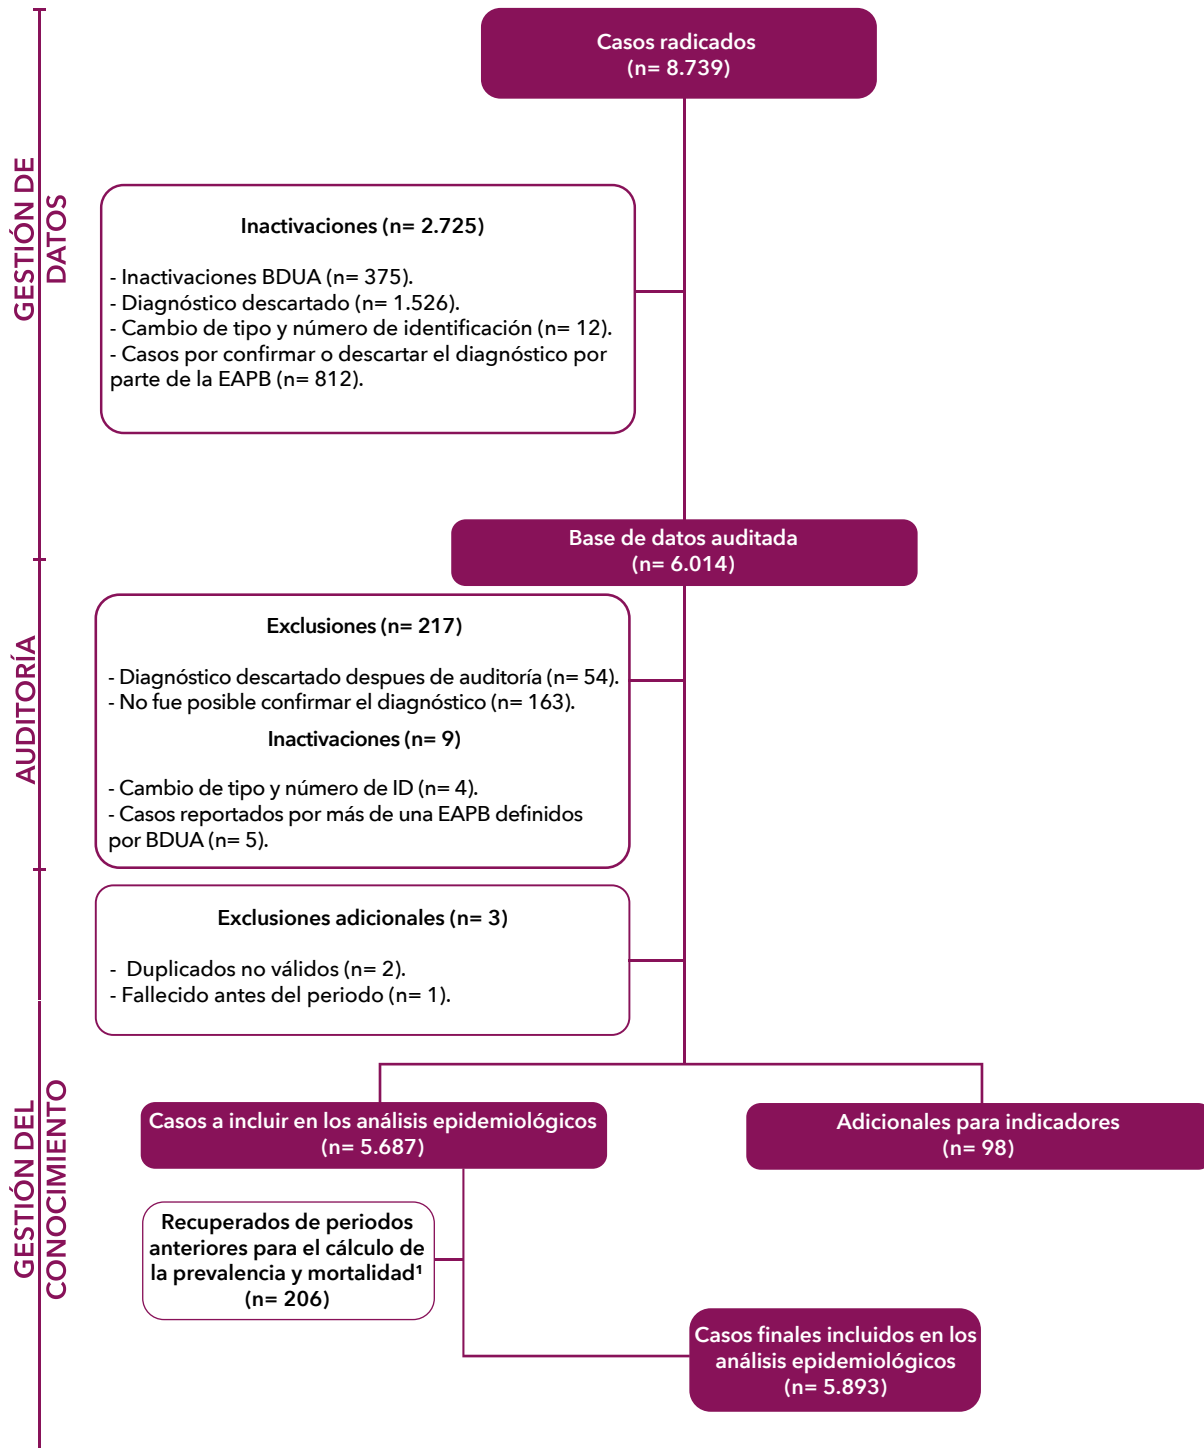 Casos radicados
(n= 8.739)
GESTIÓN DE
DATOS
Inactivaciones (n= 2.725)
- Inactivaciones BDUA (n= 375).
- Diagnóstico descartado (n= 1.526).
- Cambio de tipo y número de identificación (n= 12).
- Casos por confirmar o descartar el diagnóstico por
parte de la EAPB (n= 812).
Base de datos auditada
(n= 6.014)
AUDITORÍA
Exclusiones (n= 217)
- Diagnóstico descartado despues de auditoría (n= 54).
- No fue posible confirmar el diagnóstico (n= 163).
Inactivaciones (n= 9)
- Cambio de tipo y número de ID (n= 4).
- Casos reportados por más de una EAPB definidos
por BDUA (n= 5).
GESTIÓN DEL
CONOCIMIENTO
Exclusiones adicionales (n= 3)
- Duplicados no válidos (n= 2).
- Fallecido antes del periodo (n= 1).
Casos a incluir en los análisis epidemiológicos
(n= 5.687)
Adicionales para indicadores
(n= 98)
Recuperados de periodos
anteriores para el cálculo de
la prevalencia y mortalidad¹
(n= 206)
Casos finales incluidos en los
análisis epidemiológicos
(n= 5.893)